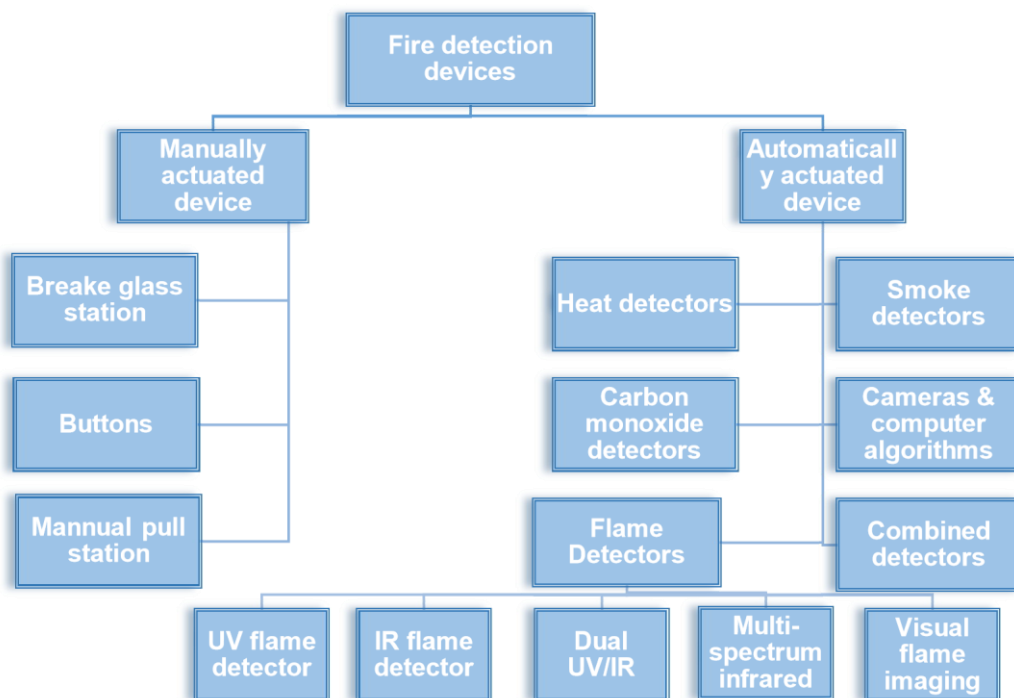 Fire detection
devices
Manually
actuated
device
Automaticall
y actuated
device
Breake glass
station
Heat detectors
Smoke
detectors
Buttons
Carbon
monoxide
detectors
Cameras &
computer
algorithms
Mannual pull
station
Flame
Detectors
Combined
detectors
UV flame
detector
IR flame
detector
Dual
UV/IR
Multi-
spectrum
infrared
Visual
flame
imaging